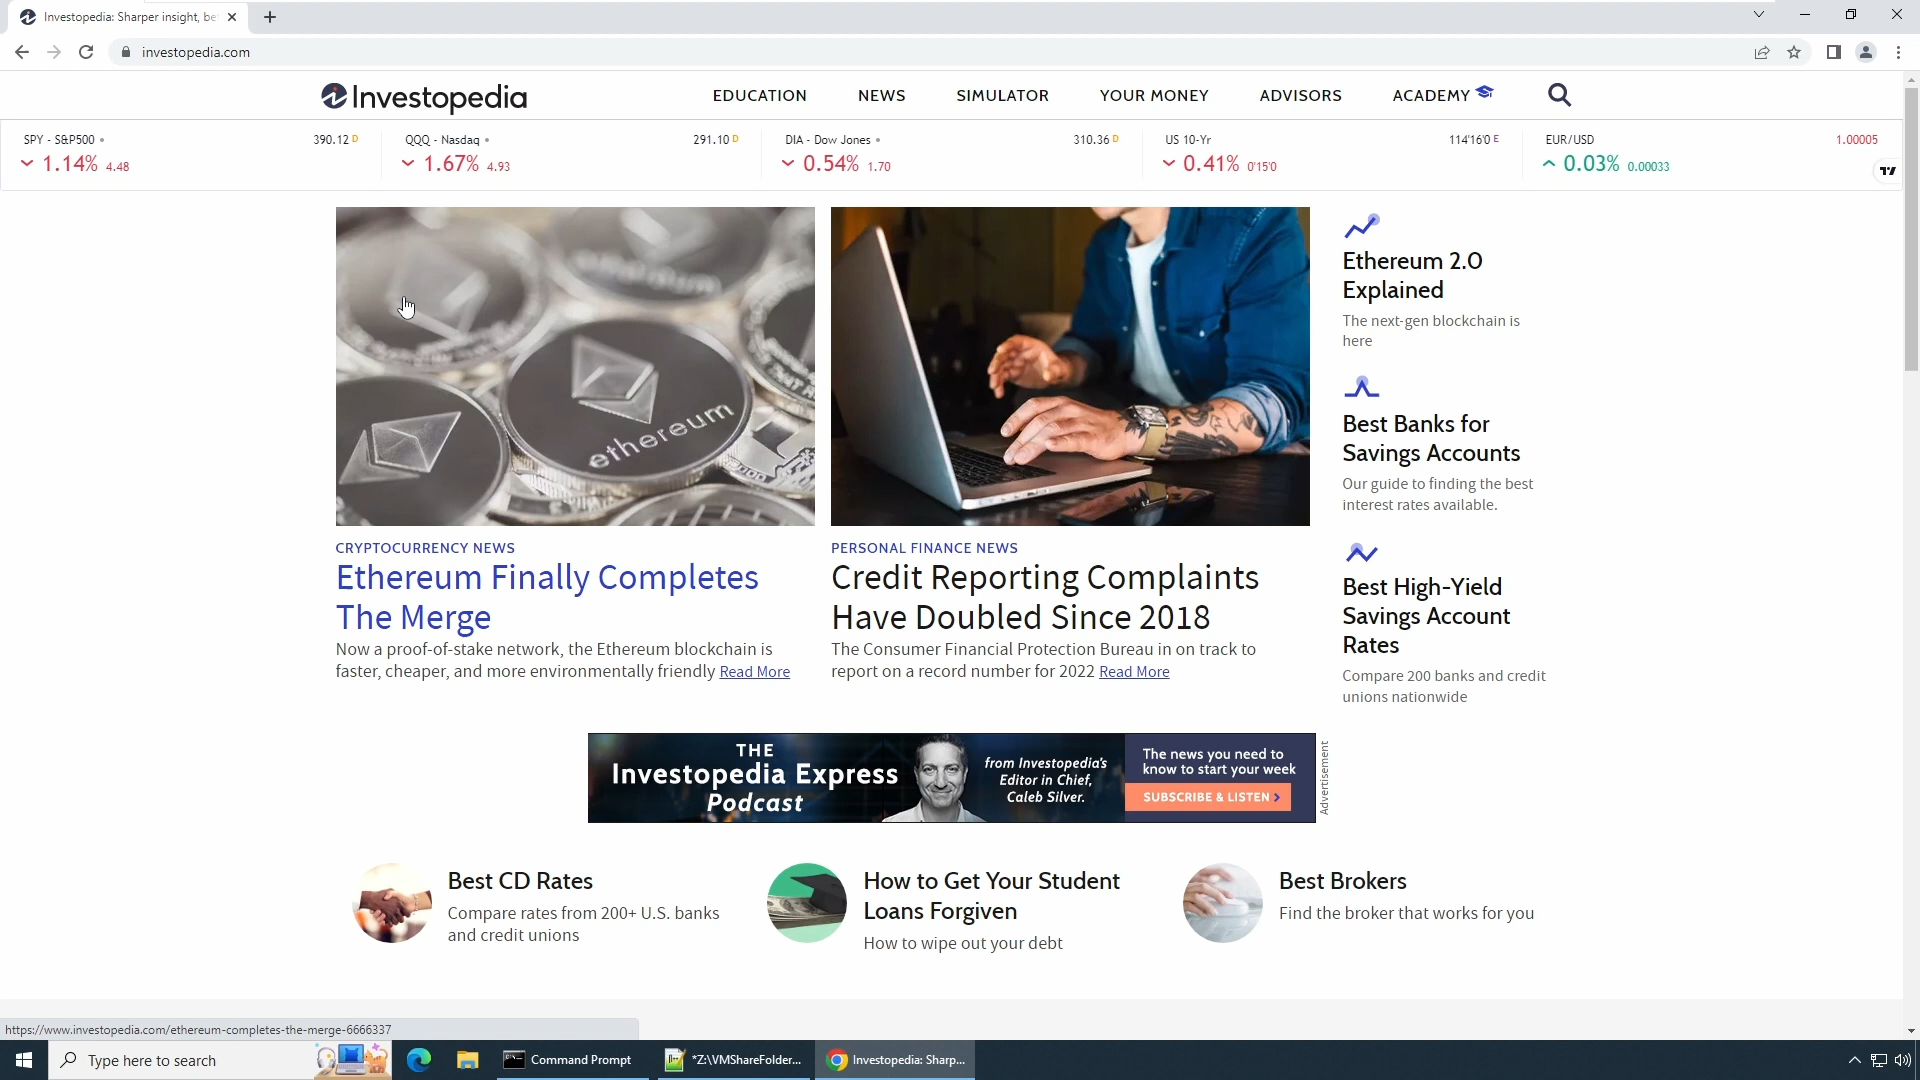 Investopedia: Sharper insight, be
investopedia.com
Investopedia
EDUCATION NEWS SIMULATOR YOUR MONEY ADVISORS ACADEMY
SPY - S&P500 390.12 D
1.14% 4.48
QQQ - Nasdaq 291.10 D
1.67% 4.93
DIA - Dow Jones 310.36 D
0.54% 1.70
US 10-Yr 114'16'0 E
0.41% 0'15'0
EUR/USD 1.00005
0.03% 0.00033
ethereum
CRYPTOCURRENCY NEWS
Ethereum Finally Completes
The Merge
Now a proof-of-stake network, the Ethereum blockchain is
faster, cheaper, and more environmentally friendly Read More
PERSONAL FINANCE NEWS
Credit Reporting Complaints
Have Doubled Since 2018
The Consumer Financial Protection Bureau in on track to
report on a record number for 2022 Read More
Ethereum 2.0
Explained
The next-gen blockchain is
here
Best Banks for
Savings Accounts
Our guide to finding the best
interest rates available.
Best High-Yield
Savings Account
Rates
Compare 200 banks and credit
unions nationwide
THE
Investopedia Express
Podcast
from Investopedia's
Editor in Chief,
Caleb Silver.
The news you need to
know to start your week
SUBSCRIBE & LISTEN >
Advertisement
Best CD Rates
Compare rates from 200+ U.S. banks
and credit unions
How to Get Your Student
Loans Forgiven
How to wipe out your debt
Best Brokers
Find the broker that works for you
https://www.investopedia.com/ethereum-completes-the-merge-6666337
Type here to search
Command Prompt
*Z:\VMShareFolder...
Investopedia: Sharp...